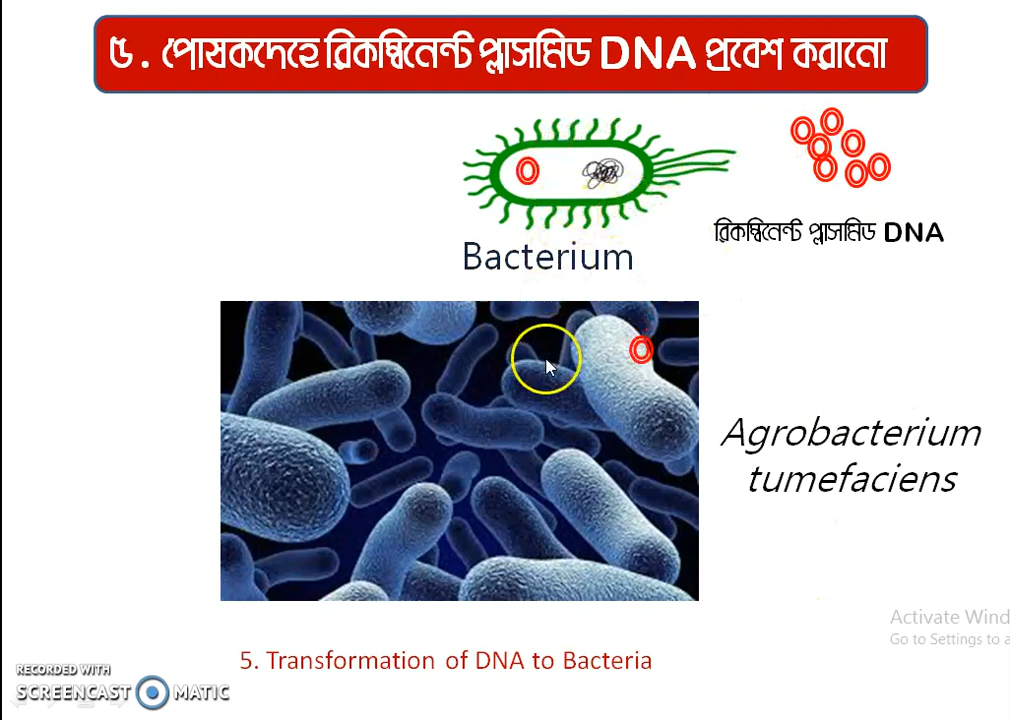 ৫. পোষকদেহে রিকম্বিনেন্ট প্লাসমিড DNA প্রবেশ করানো
রিকম্বিনেন্ট প্লাসমিড DNA
Bacterium
Agrobacterium
tumefaciens
Activate Wind
Go to Settings to a
5. Transformation of DNA to Bacteria
RECORDED WITH
SCREENCAST MATIC